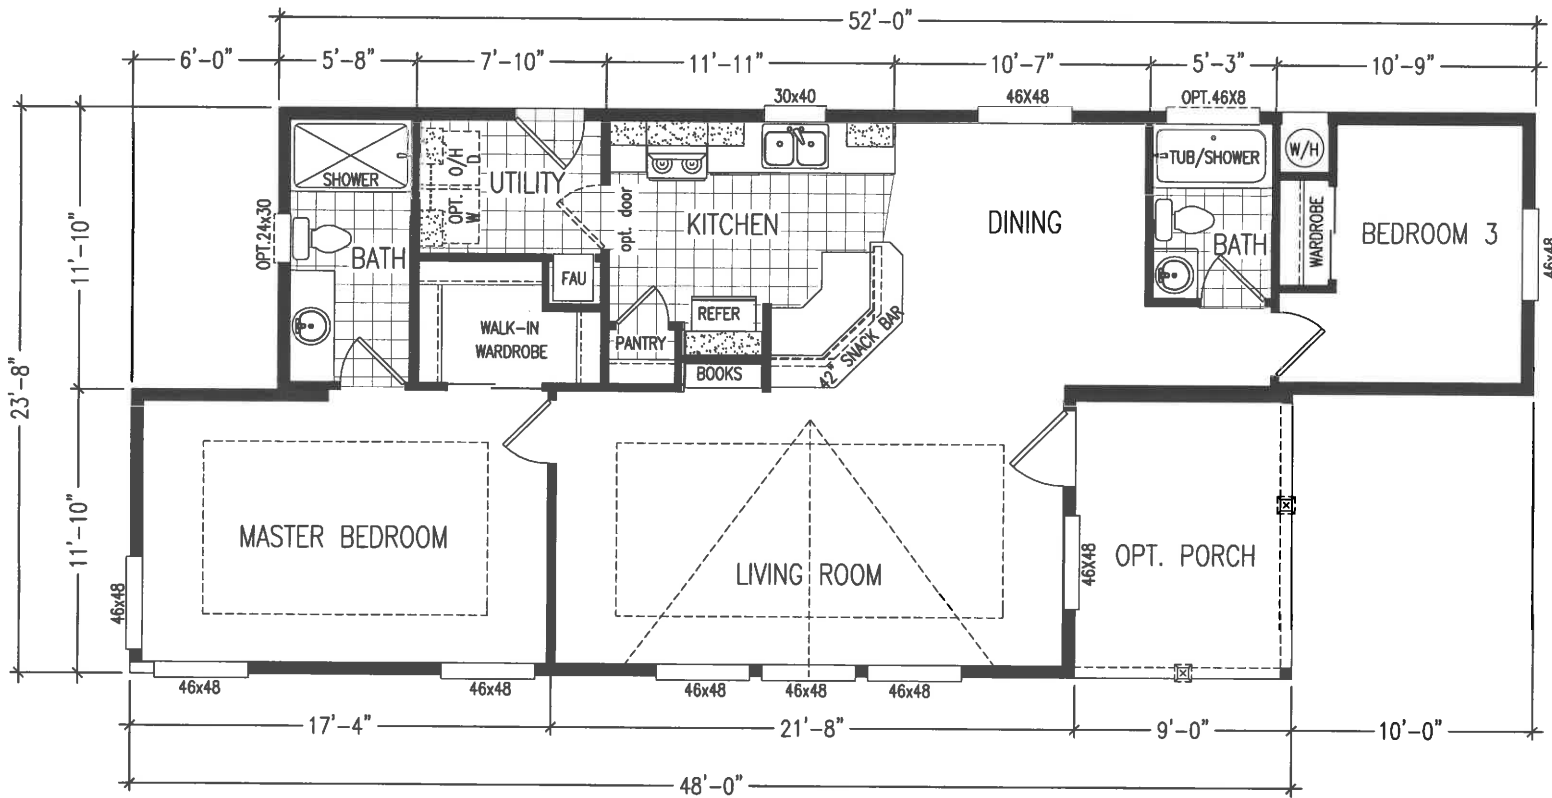 52'-0"
6'-0"
5'-8"
7'-10"
11'-11"
10'-7"
5'-3"
10'-9"
30x40
46X48
OPT.46X8
SHOWER
OPT. O/H
W D
UTILITY
opt. door
KITCHEN
DINING
TUB/SHOWER
W/H
WARDROBE
BEDROOM 3
46x48
OPT.24x30
BATH
BATH
FAU
WALK-IN
WARDROBE
PANTRY
REFER
BOOKS
42" SNACK BAR
11'-10"
23'-8"
11'-10"
MASTER BEDROOM
LIVING ROOM
OPT. PORCH
46x48
46x48
46x48
46x48
46x48
46x48
46x48
17'-4"
21'-8"
9'-0"
10'-0"
48'-0"